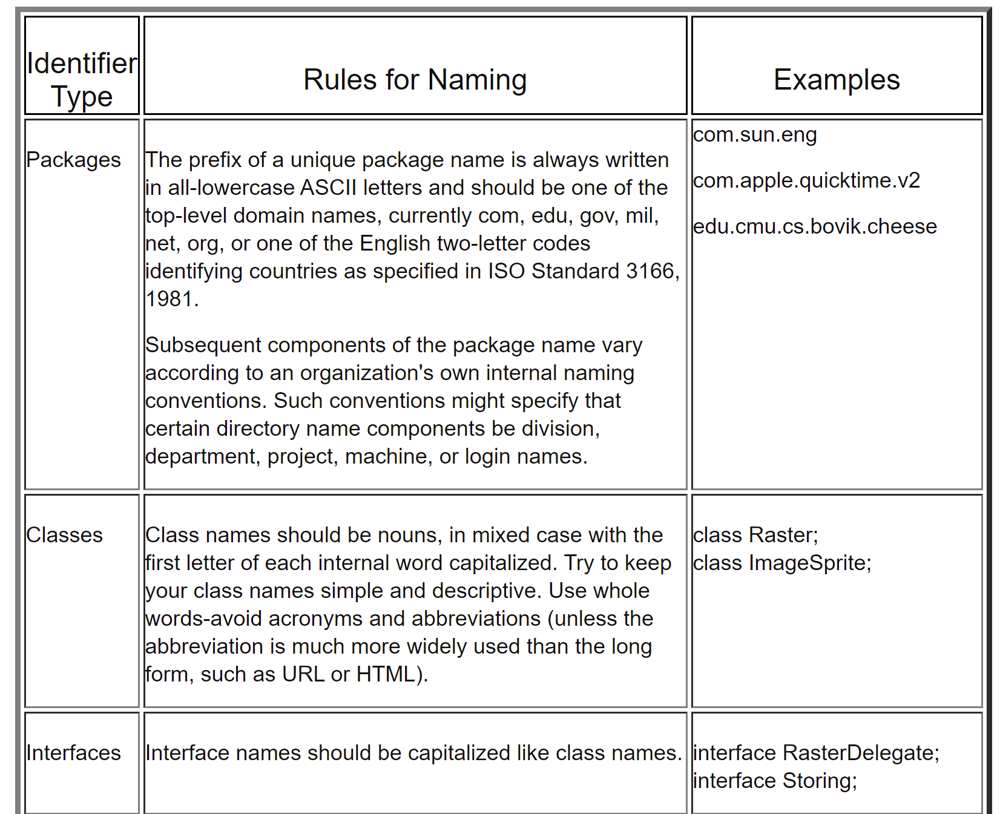 Identifier
Type
Rules for Naming
Examples
Packages
The prefix of a unique package name is always written
in all-lowercase ASCII letters and should be one of the
top-level domain names, currently com, edu, gov, mil,
net, org, or one of the English two-letter codes
identifying countries as specified in ISO Standard 3166,
1981.
Subsequent components of the package name vary
according to an organization's own internal naming
conventions. Such conventions might specify that
certain directory name components be division,
department, project, machine, or login names.
com.sun.eng
com.apple.quicktime.v2
edu.cmu.cs.bovik.cheese
Classes
Class names should be nouns, in mixed case with the
first letter of each internal word capitalized. Try to keep
your class names simple and descriptive. Use whole
words-avoid acronyms and abbreviations (unless the
abbreviation is much more widely used than the long
form, such as URL or HTML).
class Raster;
class ImageSprite;
Interfaces
Interface names should be capitalized like class names.
interface RasterDelegate;
interface Storing;